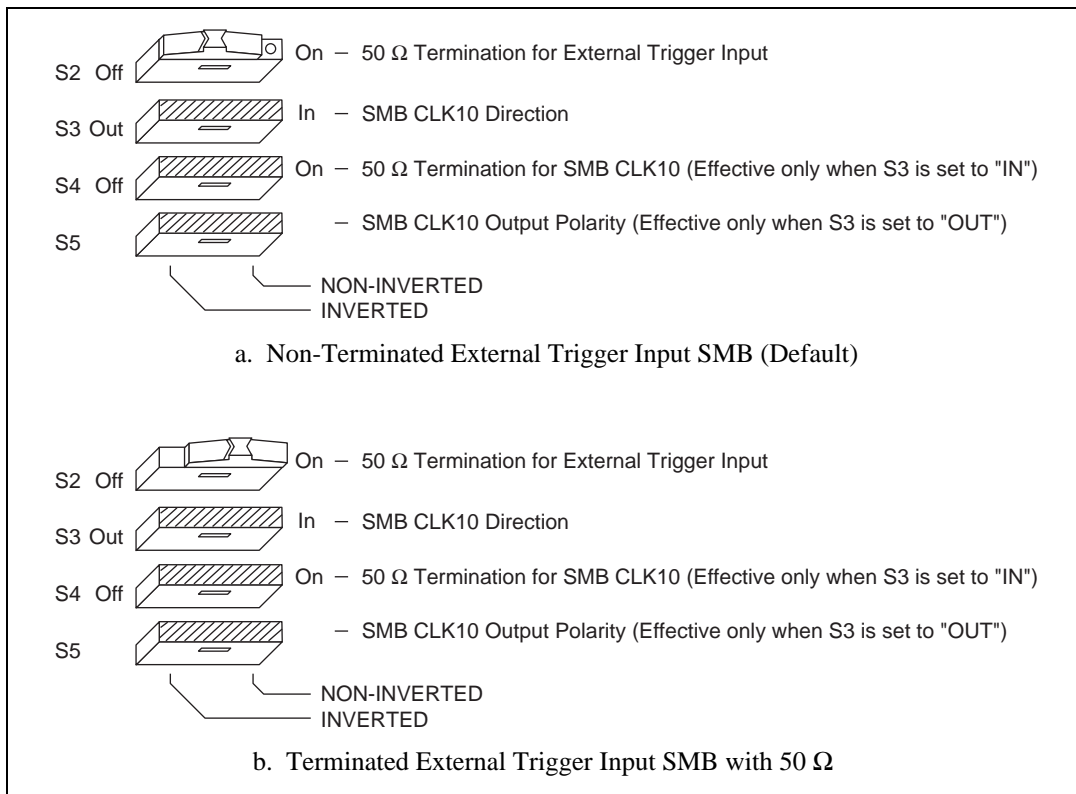 S2 Off On – 50 Ω Termination for External Trigger Input
S3 Out In – SMB CLK10 Direction
S4 Off On – 50 Ω Termination for SMB CLK10 (Effective only when S3 is set to "IN")
S5 – SMB CLK10 Output Polarity (Effective only when S3 is set to "OUT")
NON-INVERTED
INVERTED
a. Non-Terminated External Trigger Input SMB (Default)
S2 Off On – 50 Ω Termination for External Trigger Input
S3 Out In – SMB CLK10 Direction
S4 Off On – 50 Ω Termination for SMB CLK10 (Effective only when S3 is set to "IN")
S5 – SMB CLK10 Output Polarity (Effective only when S3 is set to "OUT")
NON-INVERTED
INVERTED
b. Terminated External Trigger Input SMB with 50 Ω